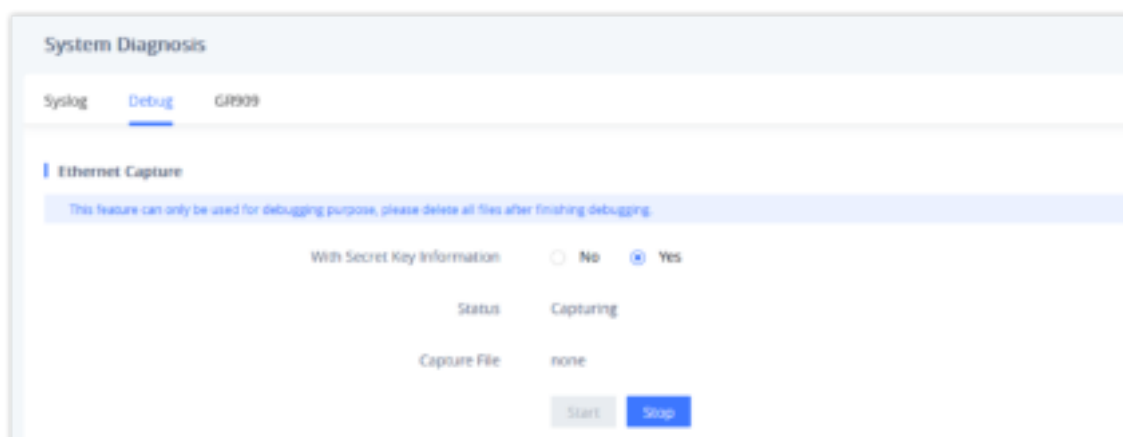 System Diagnosis
Syslog Debug GR909
Ethernet Capture
This feature can only be used for debugging purpose, please delete all files after finishing debugging.
With Secret Key Information No Yes
Status Capturing
Capture File none
Start Stop